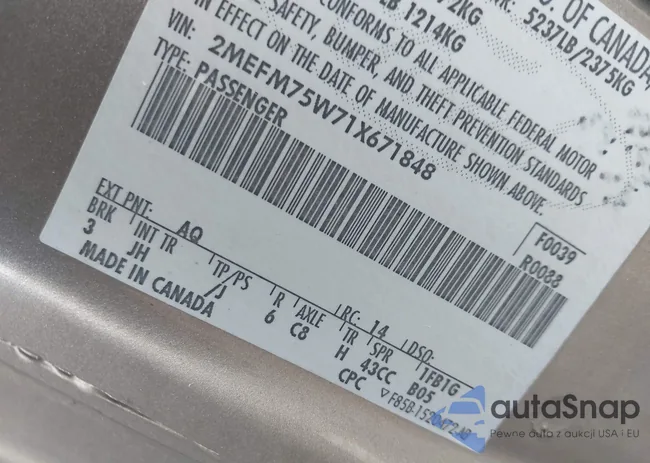 D. OF CANADA,
72KG
5237LB/2375KG
LB 1214KG
CONFORMS TO ALL APPLICABLE FEDERAL MOTOR
SAFETY, BUMPER, AND THEFT PREVENTION STANDARDS
IN EFFECT ON THE DATE OF MANUFACTURE SHOWN ABOVE.
VIN: 2MEFM75W71X671848
TYPE: PASSENGER
F0039
R0088
EXT PNT: AQ RC: 14 DSO:
BRK INT TR TP/PS R AXLE TR SPR 1FB1G
3 JH /J 6 C8 H 43CC B05
MADE IN CANADA CPC
autaSnap
Pewne auta z aukcji USA i EU